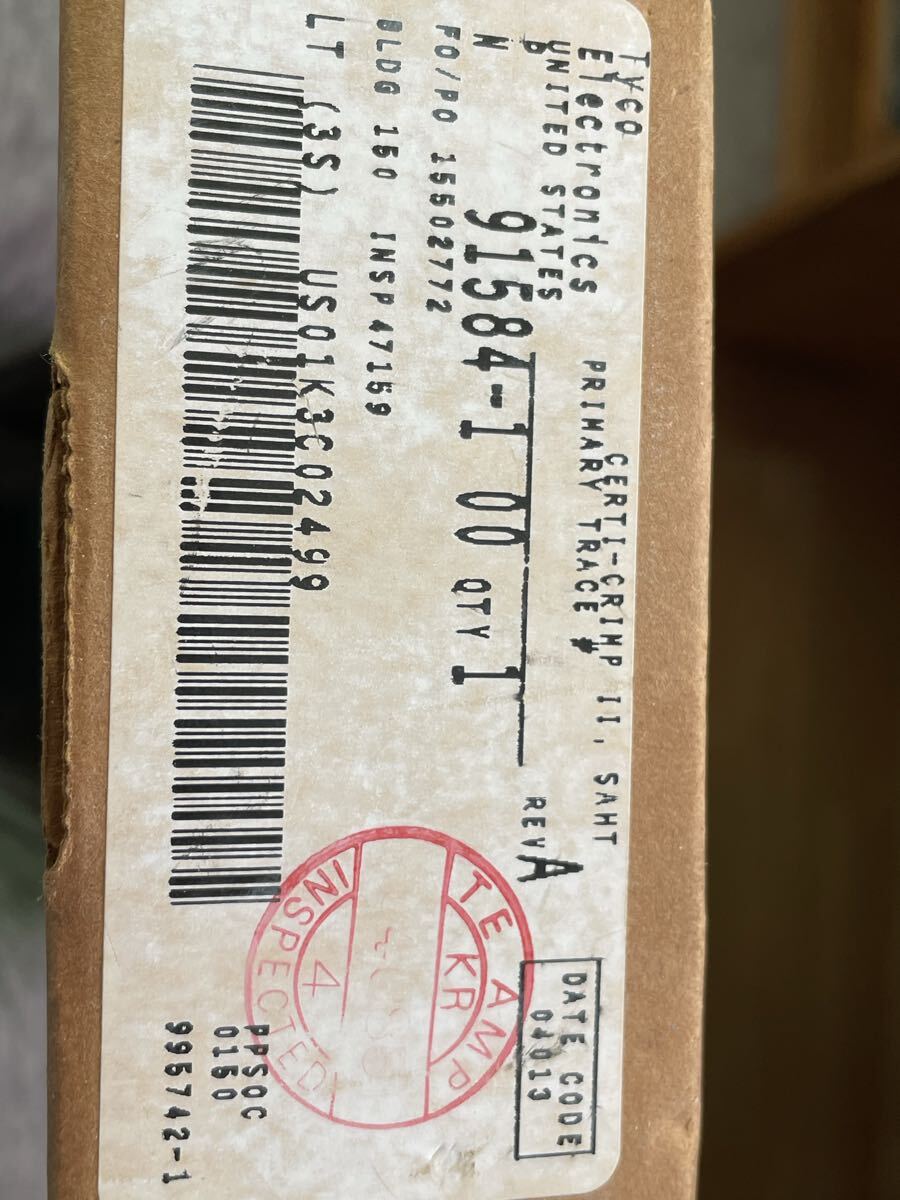 Tyco
Electronics
UNITED STATES
CERTI-CRIMP II, SAHT
PRIMARY TRACE #
DATE CODE
04013
P
N 91584-1 00 QTY 1
REV A
FO/PO 15502772
BLDG 150 INSP 47159
LT (3S) US01K3C02499
TE AMP
KR
4
INSPECTED
PPSOC
0150
995742-1